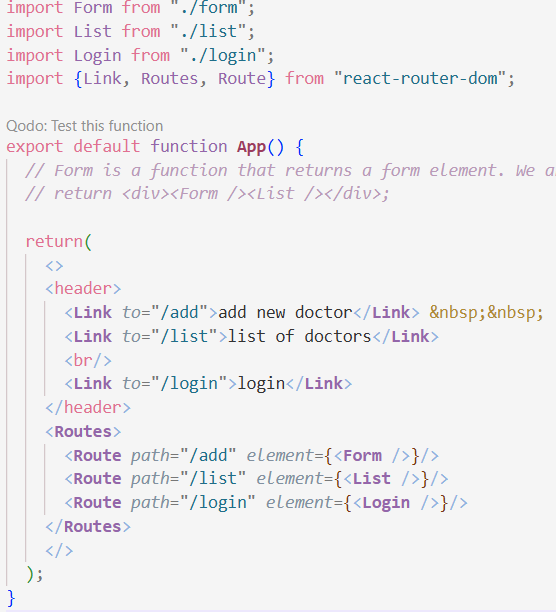 import Form from "./form";
import List from "./list";
import Login from "./login";
import {Link, Routes, Route} from "react-router-dom";
Qodo: Test this function
export default function App() {
// Form is a function that returns a form element. We
// return <div><Form /><List /></div>;
return(
<>
<header>
<Link to="/add">add new doctor</Link> &nbsp;&nbsp;
<Link to="/list">list of doctors</Link>
<br/>
<Link to="/login">login</Link>
</header>
<Routes>
<Route path="/add" element={<Form />}/>
<Route path="/list" element={<List />}/>
<Route path="/login" element={<Login />}/>
</Routes>
</>
);
}